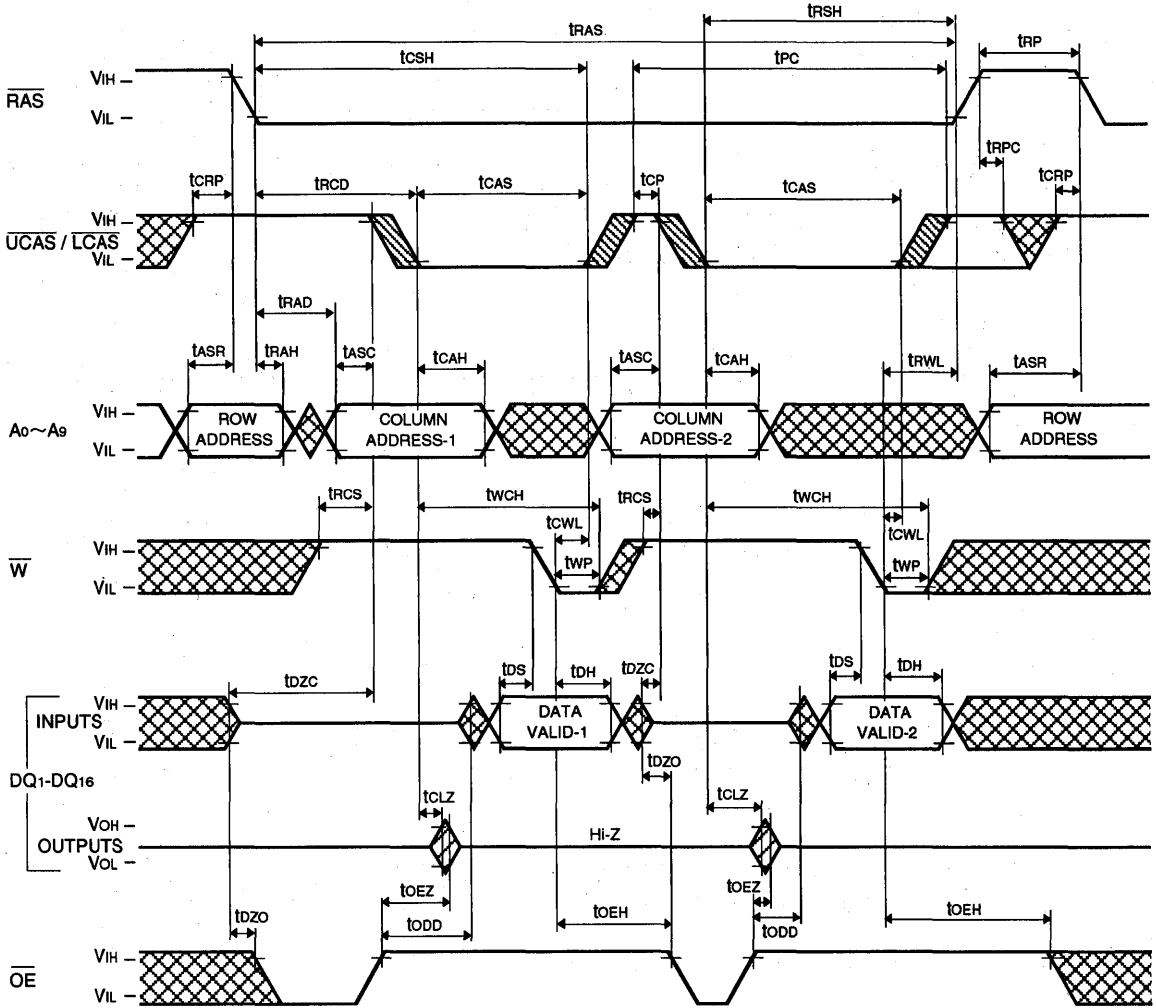 tRSH
tRAS
tCSH
tPC
tRP
RAS
VIH
VIL
tRPC
tCRP
tRCD
tCAS
tCP
tCAS
tCRP
UCAS / LCAS
VIH
VIL
tRAD
tASR
tRAH
tASC
tCAH
tASC
tCAH
tRWL
tASR
A0~A9
VIH
VIL
ROW ADDRESS
COLUMN ADDRESS-1
COLUMN ADDRESS-2
ROW ADDRESS
tRCS
tWCH
tRCS
tWCH
tCWL
tCWL
tWP
tWP
W
VIH
VIL
tDZC
tDS
tDH
tDZC
tDS
tDH
VIH
INPUTS
VIL
DATA VALID-1
DATA VALID-2
DQ1-DQ16
tDZO
tCLZ
tCLZ
VOH
OUTPUTS
VOL
Hi-Z
tOEZ
tOEZ
tDZO
tODD
tOEH
tODD
tOEH
OE
VIH
VIL